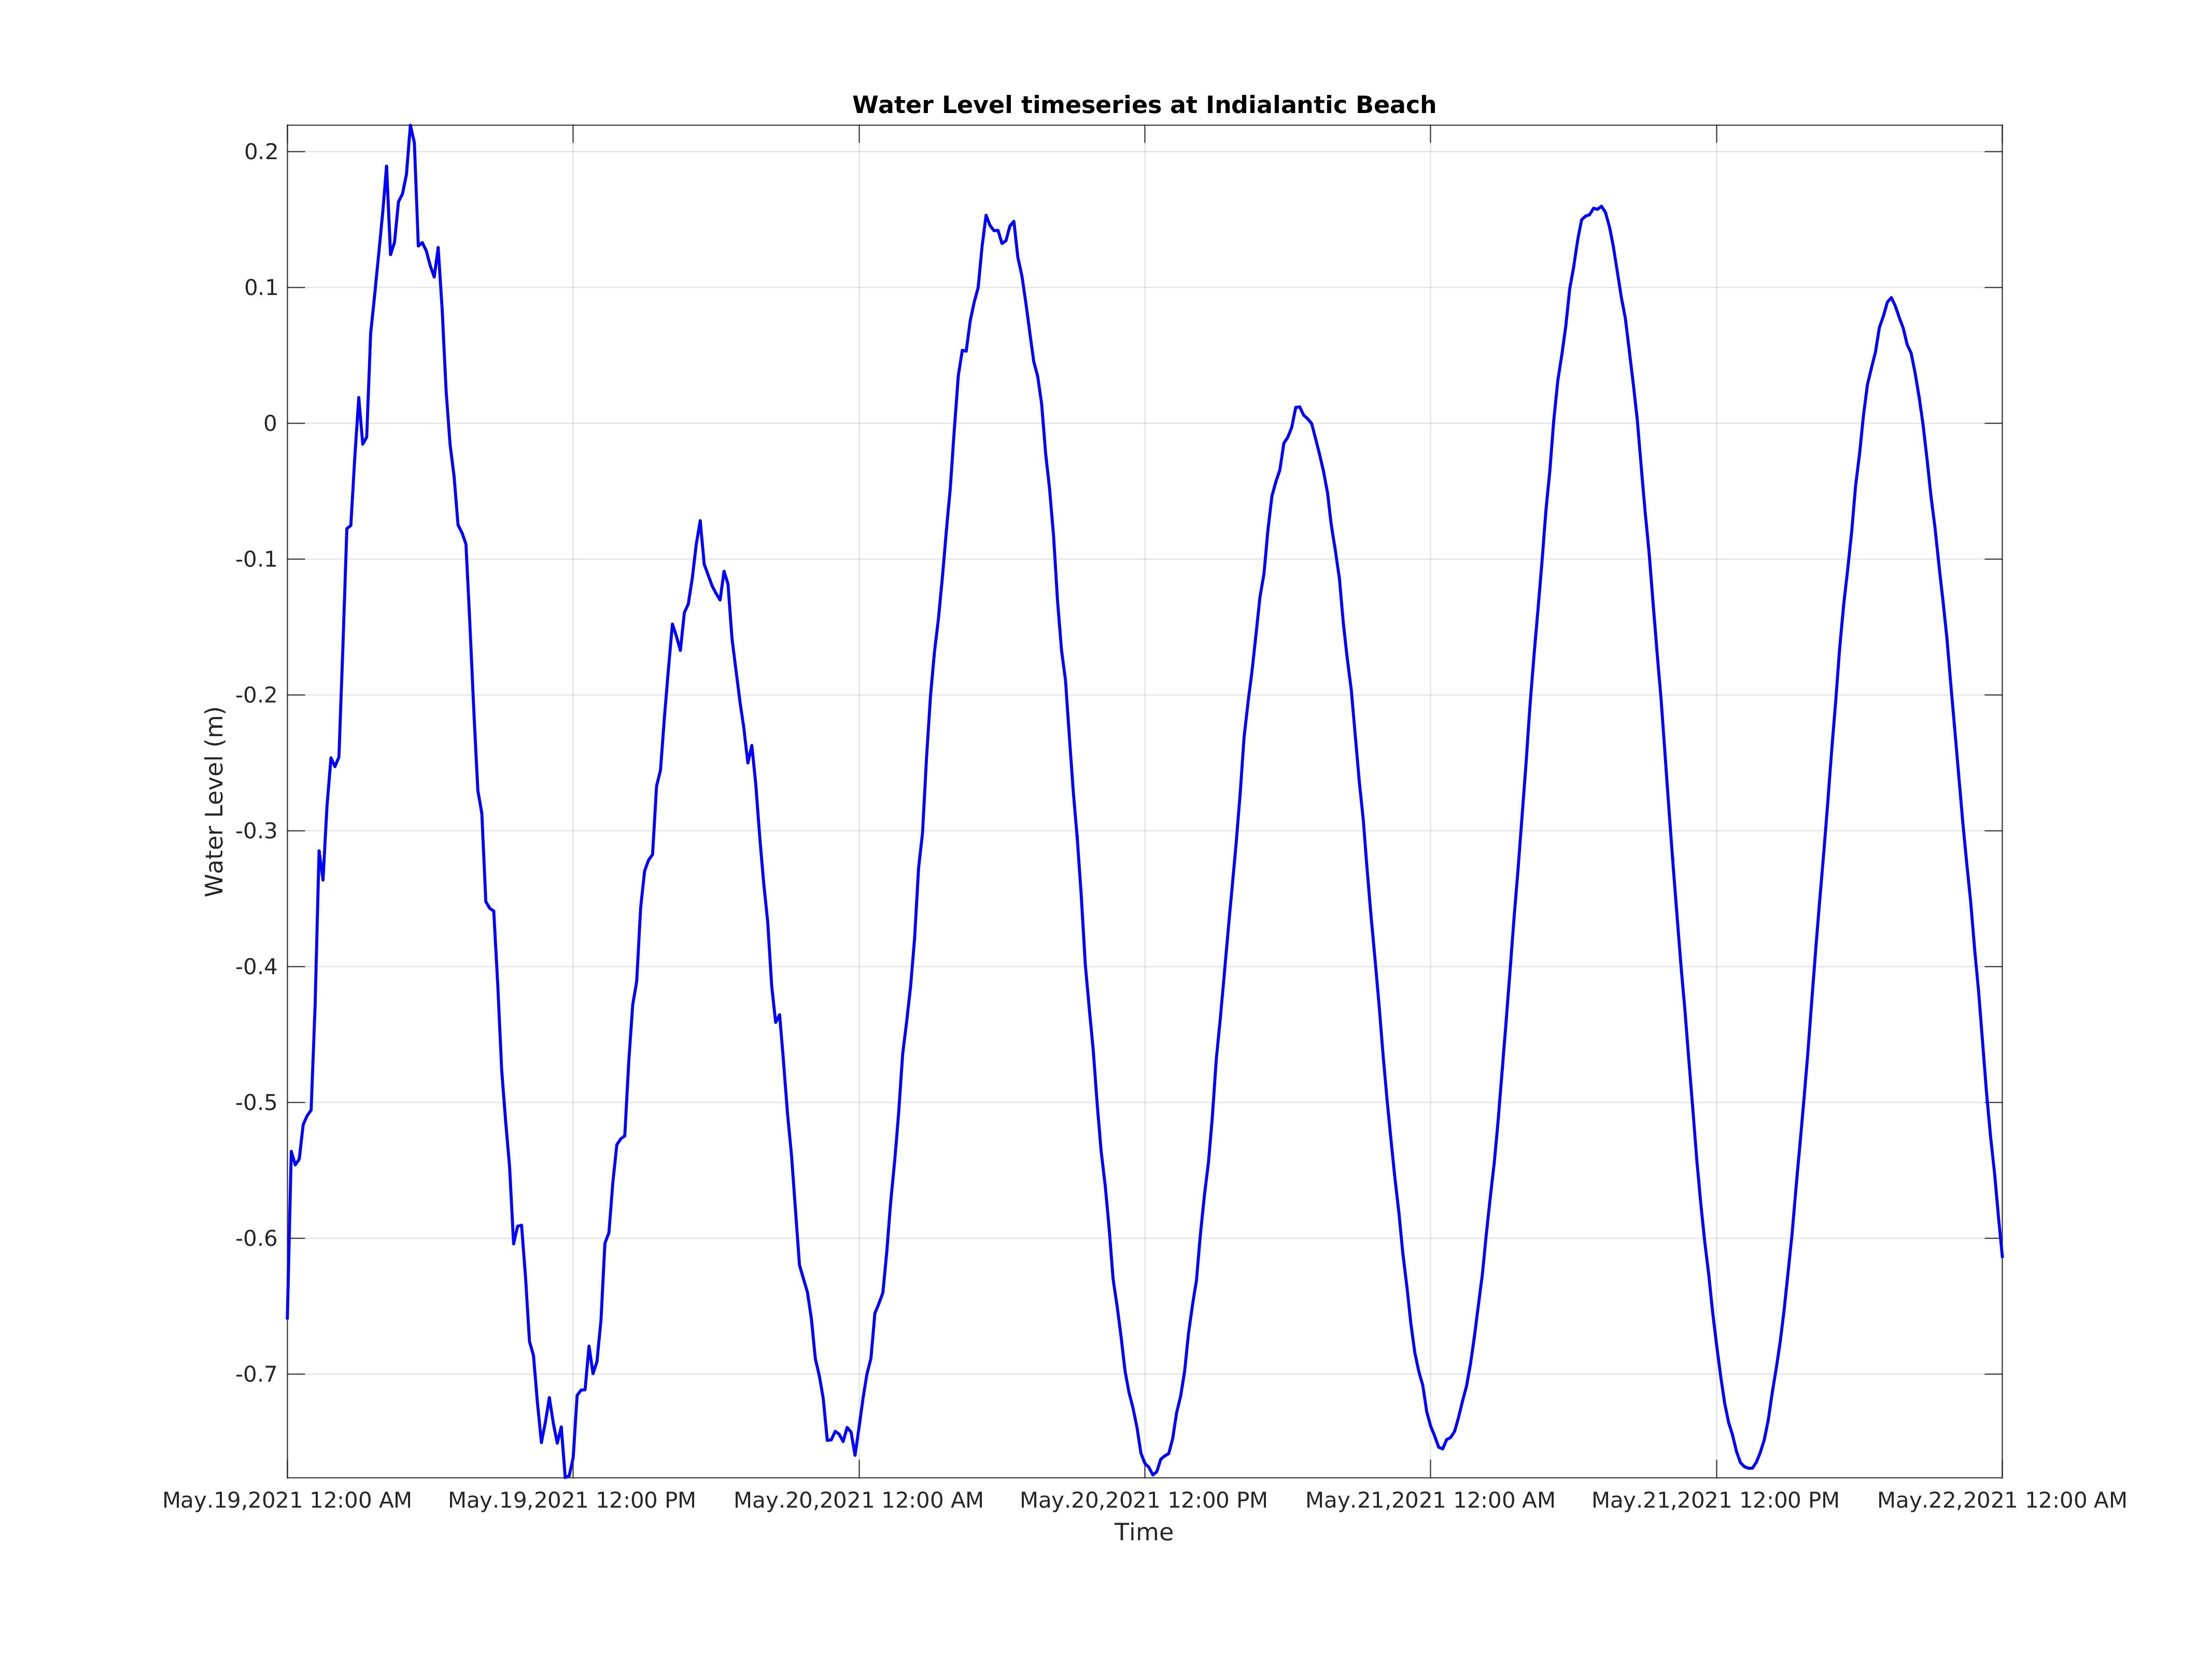 Water Level timeseries at Indialantic Beach
0.2
0.1
0
-0.1
-0.2
-0.3
-0.4
-0.5
-0.6
-0.7
Water Level (m)
May.19,2021 12:00 AM May.19,2021 12:00 PM May.20,2021 12:00 AM May.20,2021 12:00 PM May.21,2021 12:00 AM May.21,2021 12:00 PM May.22,2021 12:00 AM
Time